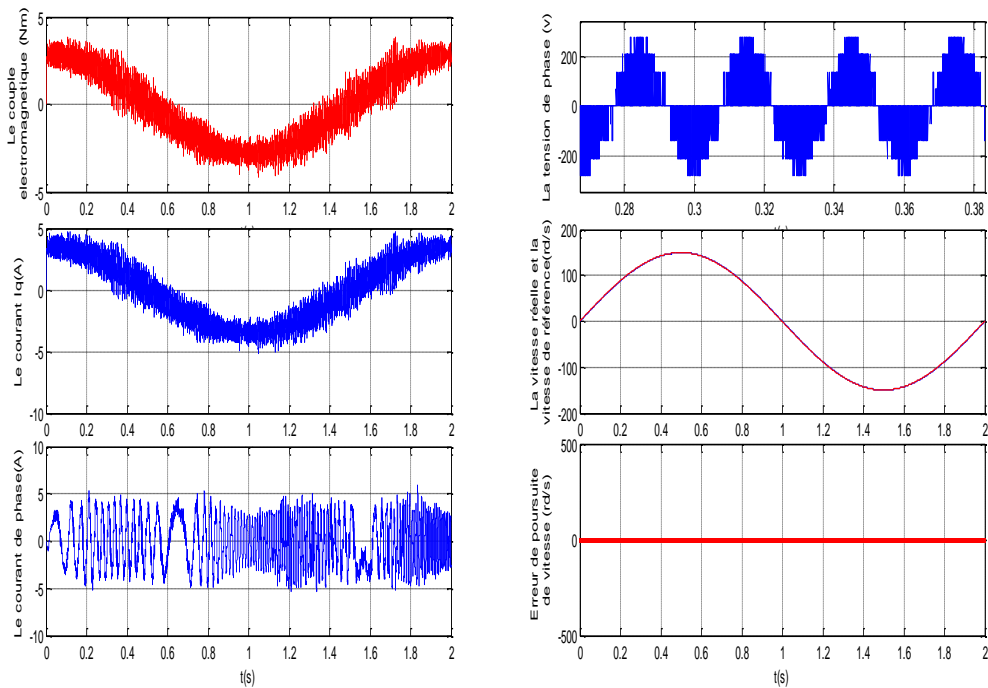 Le couple
electromagnetique (Nm)
5
0
-5
0 0.2 0.4 0.6 0.8 1 1.2 1.4 1.6 1.8 2
La tension de phase (v)
200
0
-200
0.28 0.3 0.32 0.34 0.36 0.38
Le courant Iq(A)
5
0
-5
-10
0 0.2 0.4 0.6 0.8 1 1.2 1.4 1.6 1.8 2
La vitesse réelle et la
vitesse de référence(rd/s)
200
100
0
-100
-200
0 0.2 0.4 0.6 0.8 1 1.2 1.4 1.6 1.8 2
Le courant de phase(A)
10
5
0
-5
-10
0 0.2 0.4 0.6 0.8 1 1.2 1.4 1.6 1.8 2
t(s)
Erreur de poursuite
de vitesse (rd/s)
500
0
-500
0 0.2 0.4 0.6 0.8 1 1.2 1.4 1.6 1.8 2
t(s)